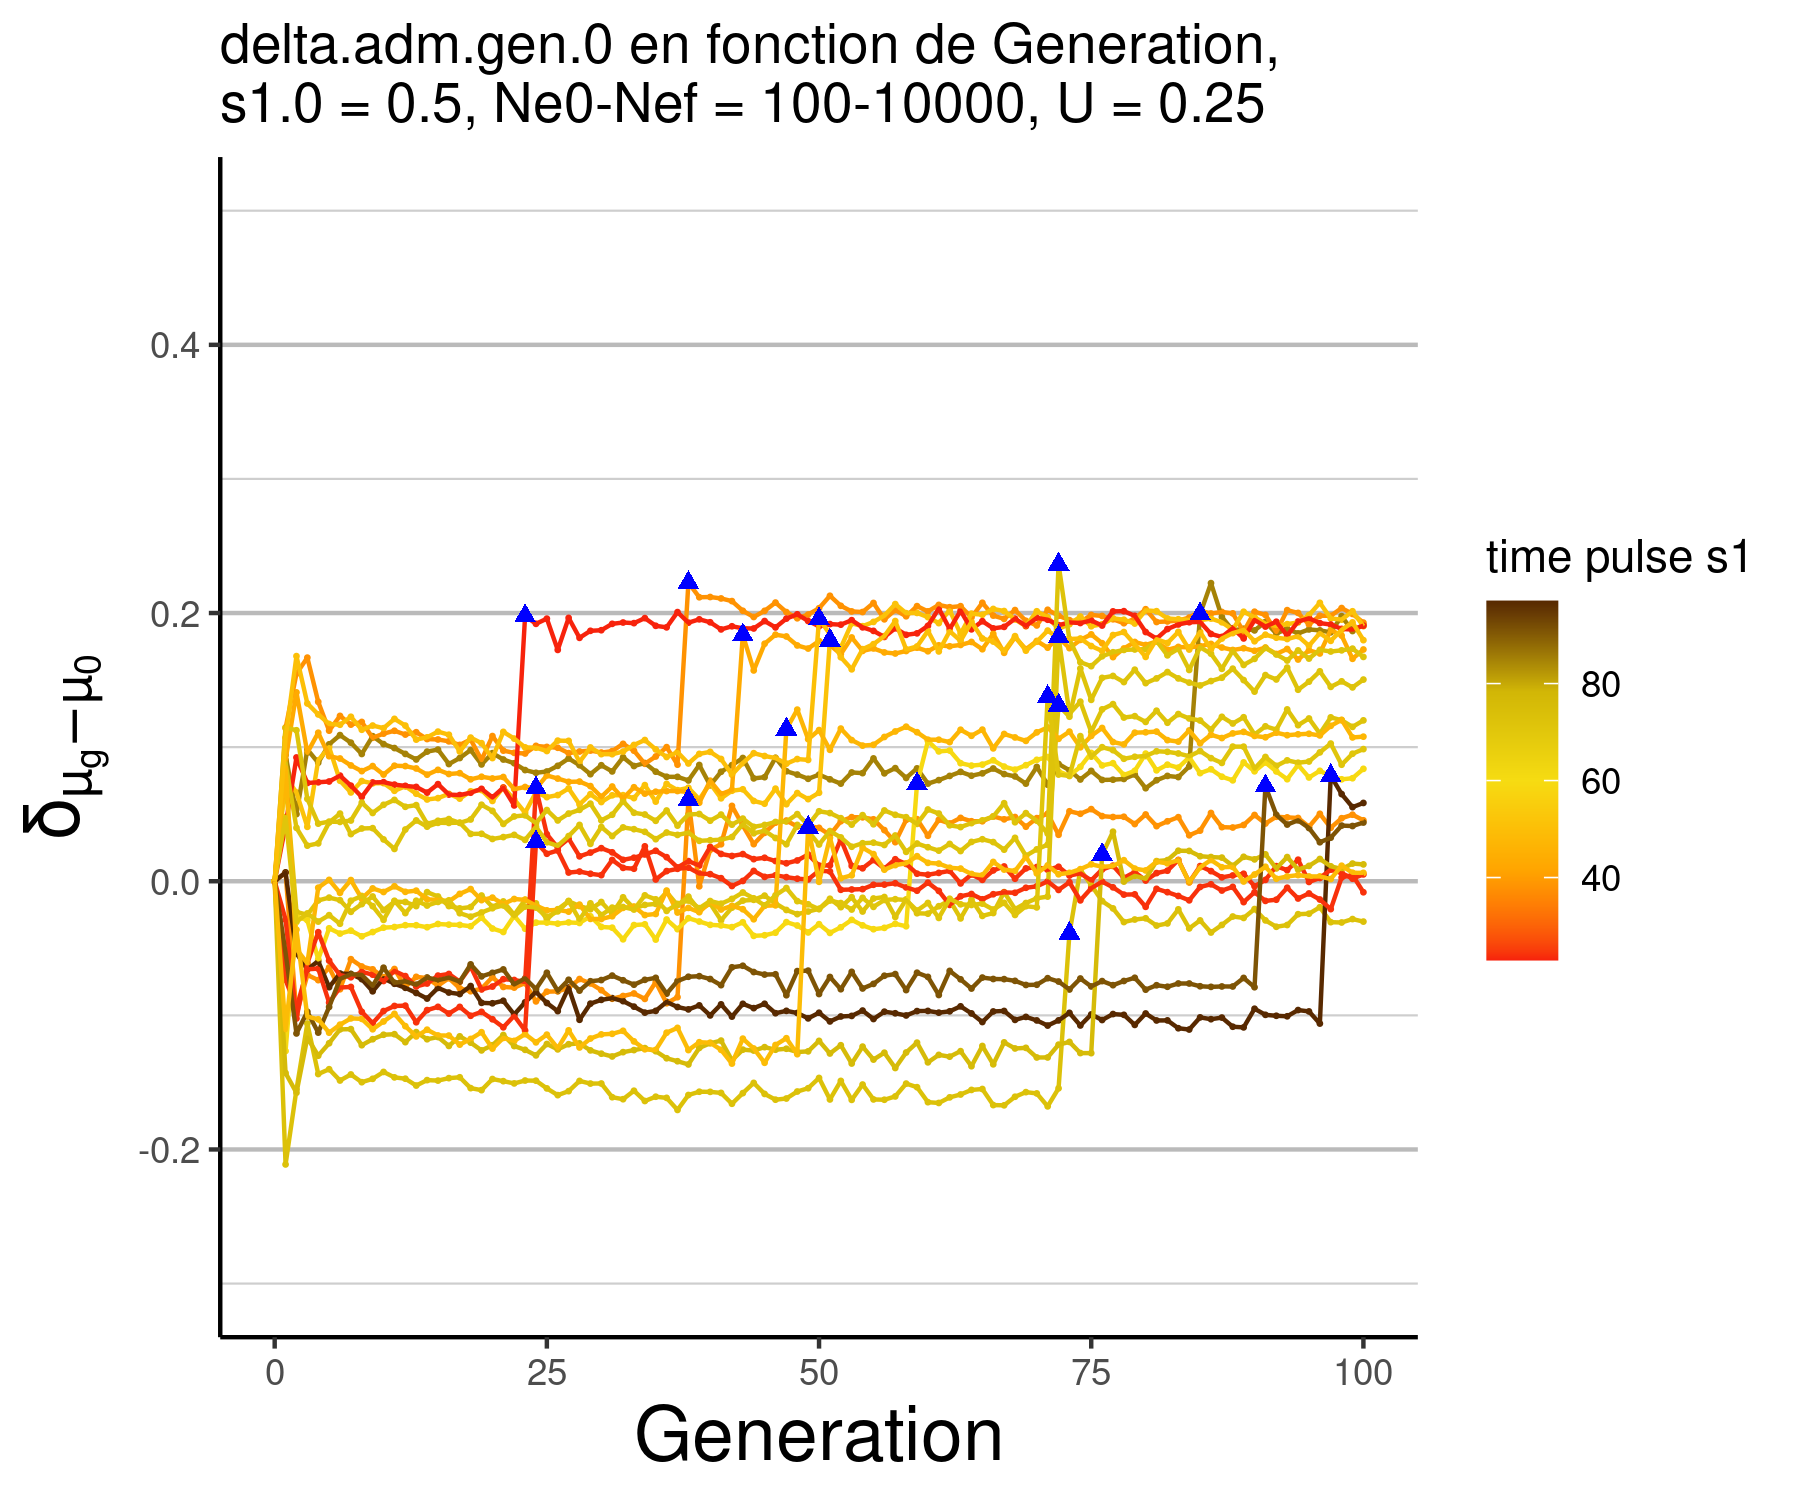 delta.adm.gen.0 en fonction de Generation,
s1.0 = 0.5, Ne0-Nef = 100-10000, U = 0.25
δμg−μ0
0.4
0.2
0.0
-0.2
0 25 50 75 100
Generation
time pulse s1
80
60
40